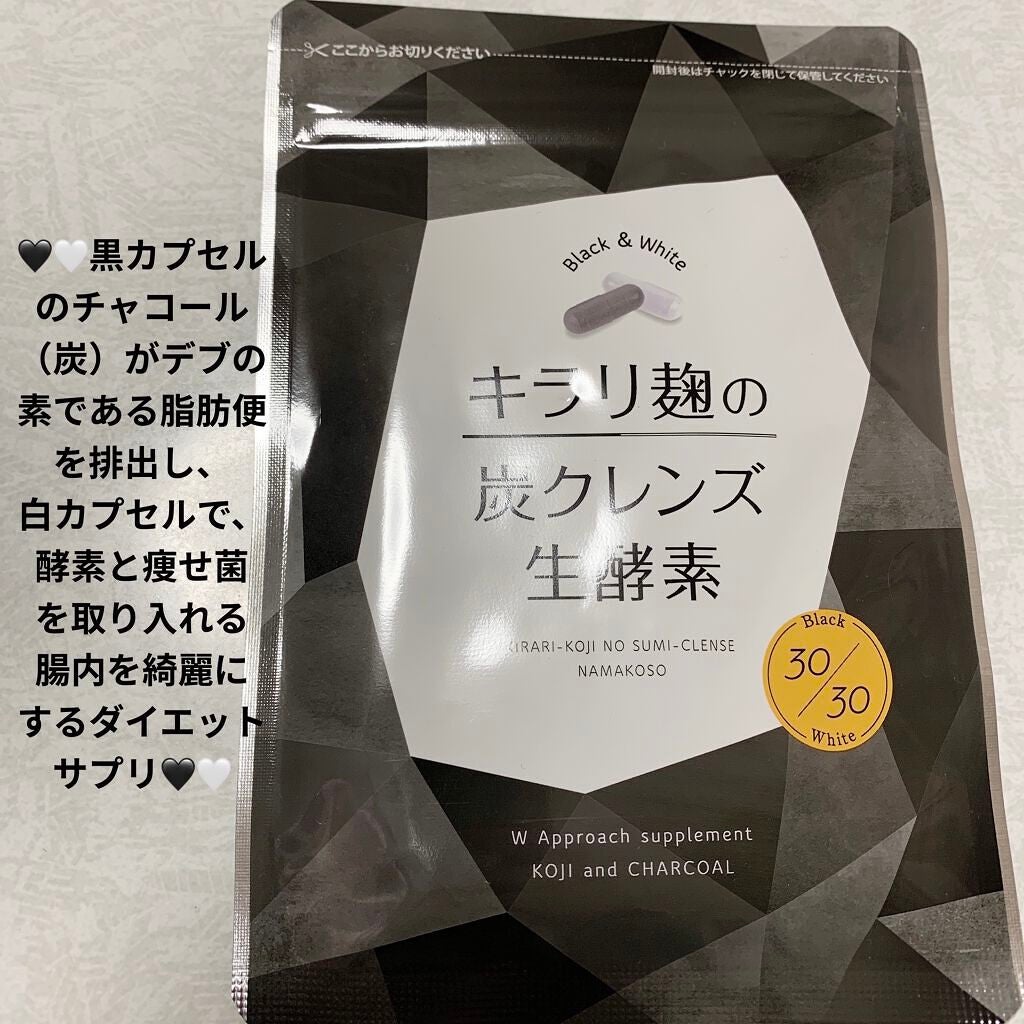 ✂ここからお切りください
開封後はチャックを閉じて保管してください
🖤🤍黒カプセル
のチャコール
（炭）がデブの
素である脂肪便
を排出し、
白カプセルで、
酵素と痩せ菌
を取り入れる
腸内を綺麗に
するダイエット
サプリ🖤🤍
Black & White
キラリ麹の
炭クレンズ
生酵素
KIRARI-KOJI NO SUMI-CLENSE
NAMAKOSO
Black
30/30
White
W Approach supplement
KOJI and CHARCOAL